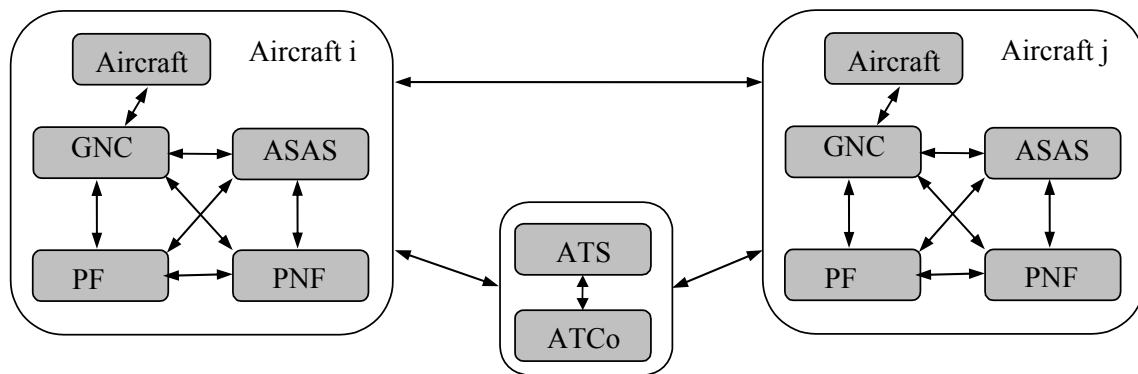 Aircraft i
Aircraft
GNC
ASAS
PF
PNF
ATS
ATCo
Aircraft j
Aircraft
GNC
ASAS
PF
PNF